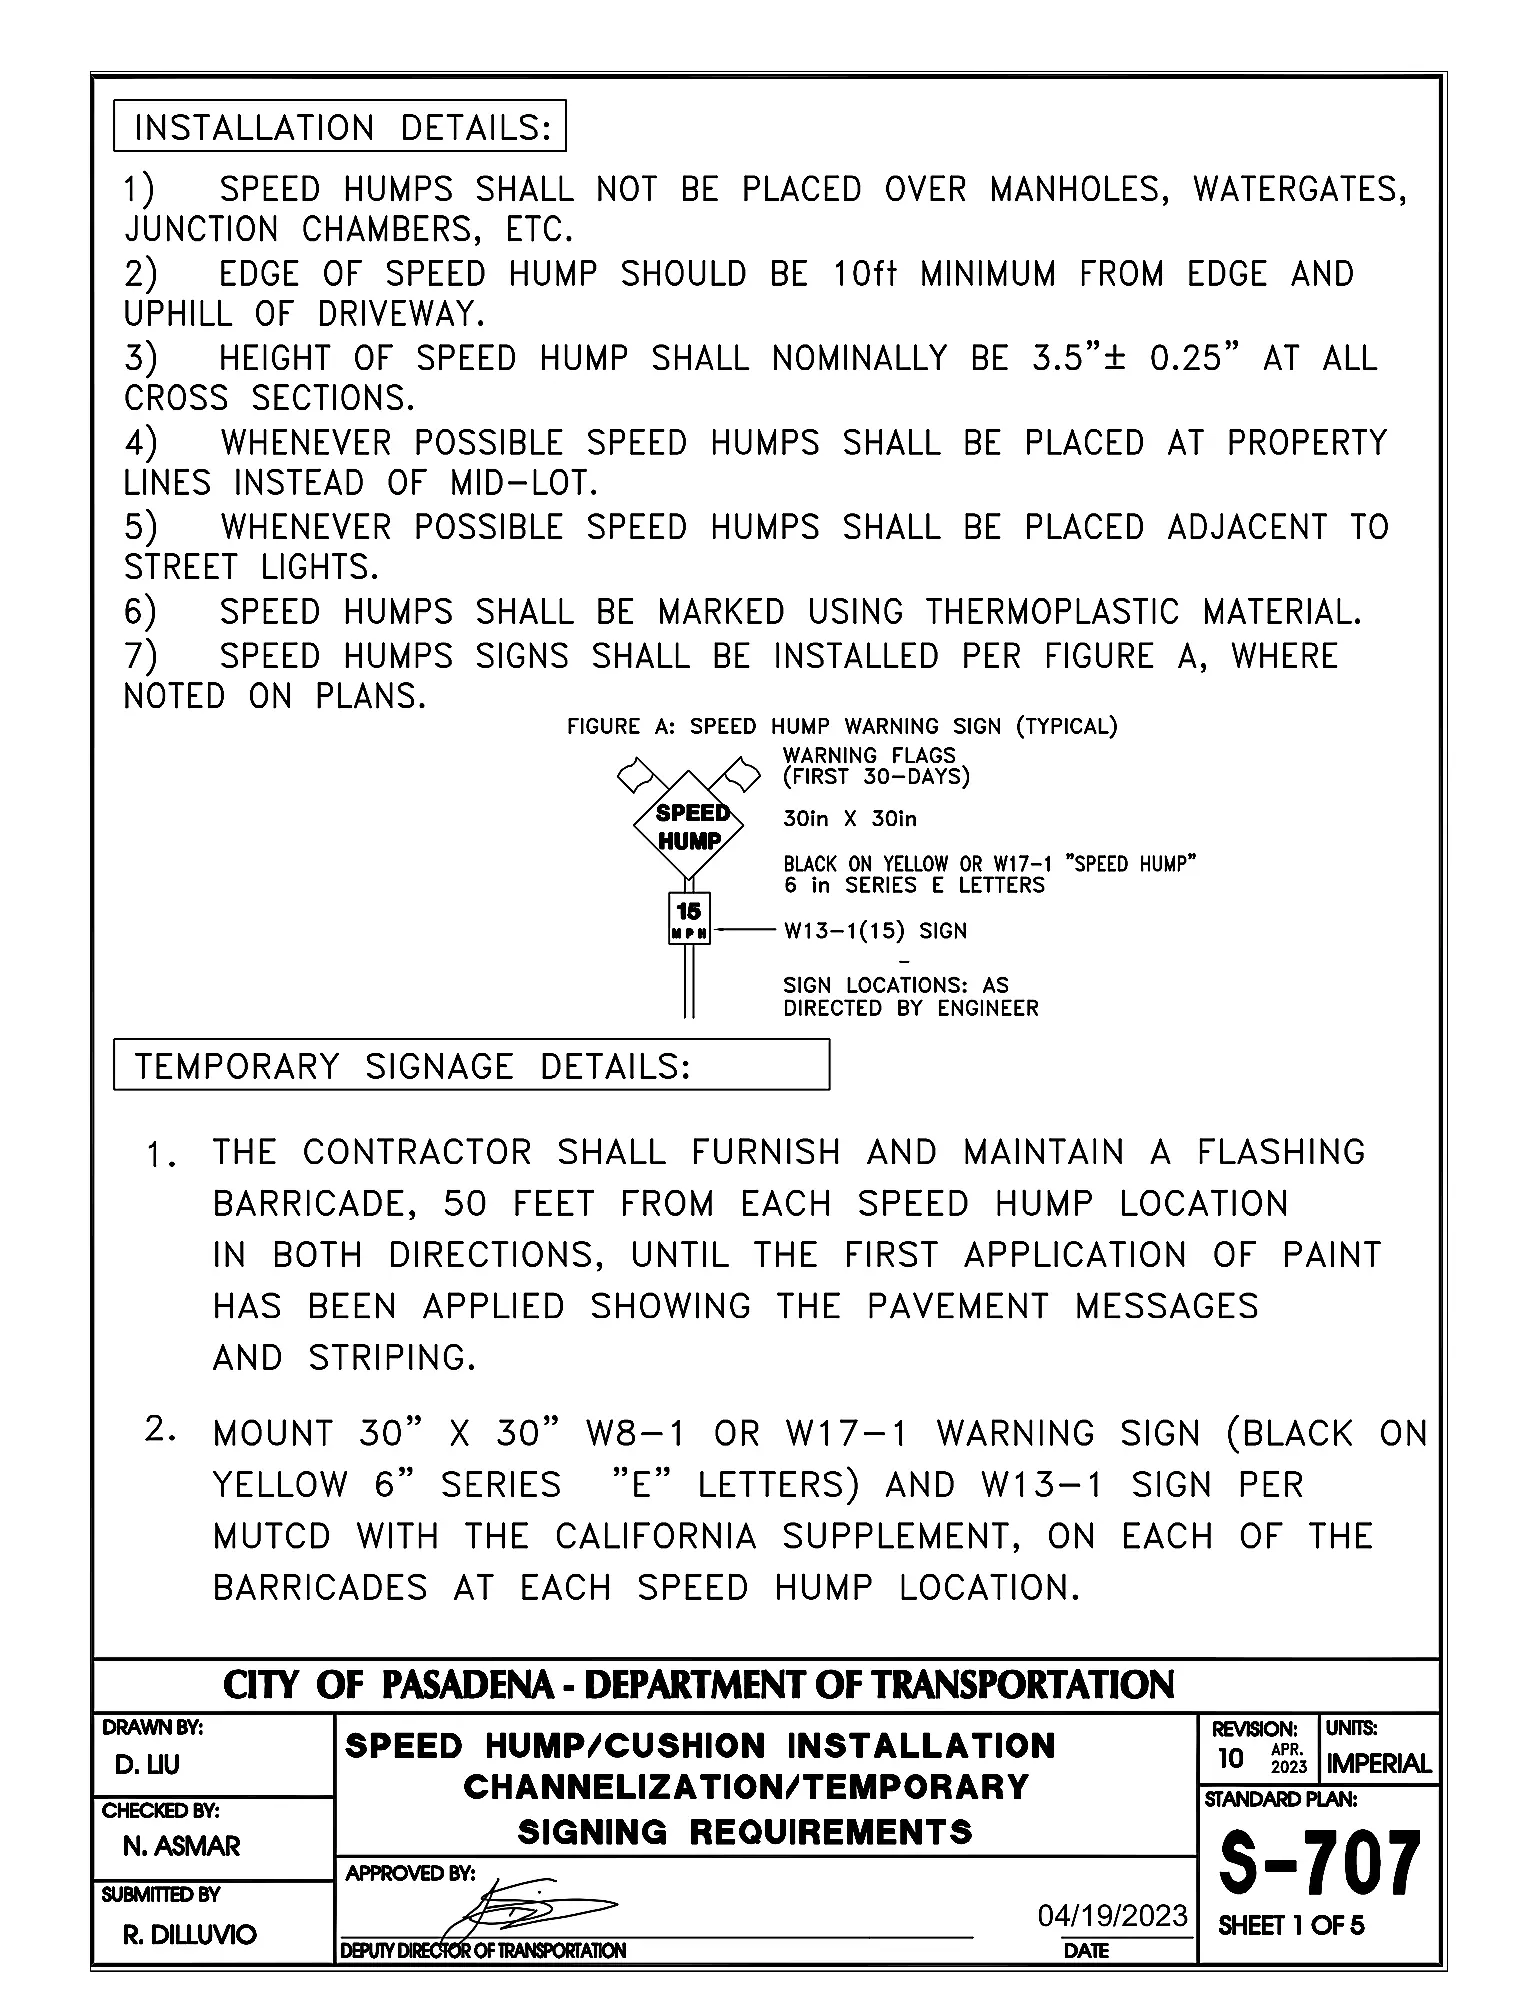 INSTALLATION DETAILS:
1) SPEED HUMPS SHALL NOT BE PLACED OVER MANHOLES, WATERGATES,
JUNCTION CHAMBERS, ETC.
2) EDGE OF SPEED HUMP SHOULD BE 10ft MINIMUM FROM EDGE AND
UPHILL OF DRIVEWAY.
3) HEIGHT OF SPEED HUMP SHALL NOMINALLY BE 3.5"± 0.25" AT ALL
CROSS SECTIONS.
4) WHENEVER POSSIBLE SPEED HUMPS SHALL BE PLACED AT PROPERTY
LINES INSTEAD OF MID-LOT.
5) WHENEVER POSSIBLE SPEED HUMPS SHALL BE PLACED ADJACENT TO
STREET LIGHTS.
6) SPEED HUMPS SHALL BE MARKED USING THERMOPLASTIC MATERIAL.
7) SPEED HUMPS SIGNS SHALL BE INSTALLED PER FIGURE A, WHERE
NOTED ON PLANS.
FIGURE A: SPEED HUMP WARNING SIGN (TYPICAL)
WARNING FLAGS
(FIRST 30-DAYS)
SPEED
HUMP
30in X 30in
BLACK ON YELLOW OR W17-1 "SPEED HUMP"
6 in SERIES E LETTERS
15
MPH
W13-1(15) SIGN
-
SIGN LOCATIONS: AS
DIRECTED BY ENGINEER
TEMPORARY SIGNAGE DETAILS:
1. THE CONTRACTOR SHALL FURNISH AND MAINTAIN A FLASHING
BARRICADE, 50 FEET FROM EACH SPEED HUMP LOCATION
IN BOTH DIRECTIONS, UNTIL THE FIRST APPLICATION OF PAINT
HAS BEEN APPLIED SHOWING THE PAVEMENT MESSAGES
AND STRIPING.
2. MOUNT 30" X 30" W8-1 OR W17-1 WARNING SIGN (BLACK ON
YELLOW 6" SERIES "E" LETTERS) AND W13-1 SIGN PER
MUTCD WITH THE CALIFORNIA SUPPLEMENT, ON EACH OF THE
BARRICADES AT EACH SPEED HUMP LOCATION.
CITY OF PASADENA - DEPARTMENT OF TRANSPORTATION
DRAWN BY:
D. LIU
CHECKED BY:
N. ASMAR
SUBMITTED BY
R. DILLUVIO
SPEED HUMP/CUSHION INSTALLATION
CHANNELIZATION/TEMPORARY
SIGNING REQUIREMENTS
APPROVED BY:
DEPUTY DIRECTOR OF TRANSPORTATION
04/19/2023
DATE
REVISION:
10 APR. 2023
UNITS:
IMPERIAL
STANDARD PLAN:
S-707
SHEET 1 OF 5